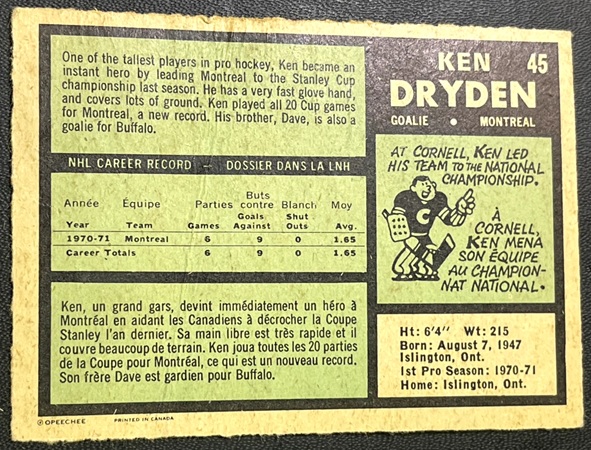 One of the tallest players in pro hockey, Ken became an
instant hero by leading Montreal to the Stanley Cup
championship last season. He has a very fast glove hand,
and covers lots of ground. Ken played all 20 Cup games
for Montreal, a new record. His brother, Dave, is also a
goalie for Buffalo.
NHL CAREER RECORD – DOSSIER DANS LA LNH
Buts
Année Équipe Parties contre Blanch. Moy
Goals Shut
Year Team Games Against Outs Avg.
1970-71 Montreal 6 9 0 1.65
Career Totals 6 9 0 1.65
Ken, un grand gars, devint immédiatement un héro à
Montréal en aidant les Canadiens à décrocher la Coupe
Stanley l'an dernier. Sa main libre est très rapide et il
couvre beaucoup de terrain. Ken joua toutes les 20 parties
de la Coupe pour Montréal, ce qui est un nouveau record.
Son frère Dave est gardien pour Buffalo.
KEN 45
DRYDEN
GOALIE • MONTREAL
AT CORNELL, KEN LED
HIS TEAM TO THE NATIONAL
CHAMPIONSHIP.
C
À
CORNELL,
KEN MENA
SON ÉQUIPE
AU CHAMPION-
NAT NATIONAL.
Ht: 6'4" Wt: 215
Born: August 7, 1947
Islington, Ont.
1st Pro Season: 1970-71
Home: Islington, Ont.
© OPEECHEE PRINTED IN CANADA